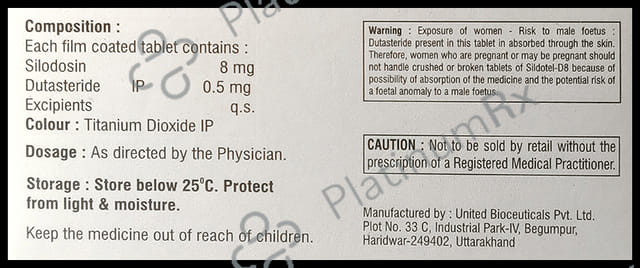 Composition :
Each film coated tablet contains :
Silodosin 8 mg
Dutasteride IP 0.5 mg
Excipients q.s.
Colour : Titanium Dioxide IP
Dosage : As directed by the Physician.
Storage : Store below 25°C. Protect
from light & moisture.
Keep the medicine out of reach of children.
Warning : Exposure of women - Risk to male foetus :
Dutasteride present in this tablet in absorbed through the skin.
Therefore, women who are pregnant or may be pregnant should
not handle crushed or broken tablets of Sildotel-D8 because of
possibility of absorption of the medicine and the potential risk of
a foetal anomaly to a male foetus.
CAUTION : Not to be sold by retail without the
prescription of a Registered Medical Practitioner.
Manufactured by : United Bioceuticals Pvt. Ltd.
Plot No. 33 C, Industrial Park-IV, Begumpur,
Haridwar-249402, Uttarakhand
PlatinumRx
Platinum